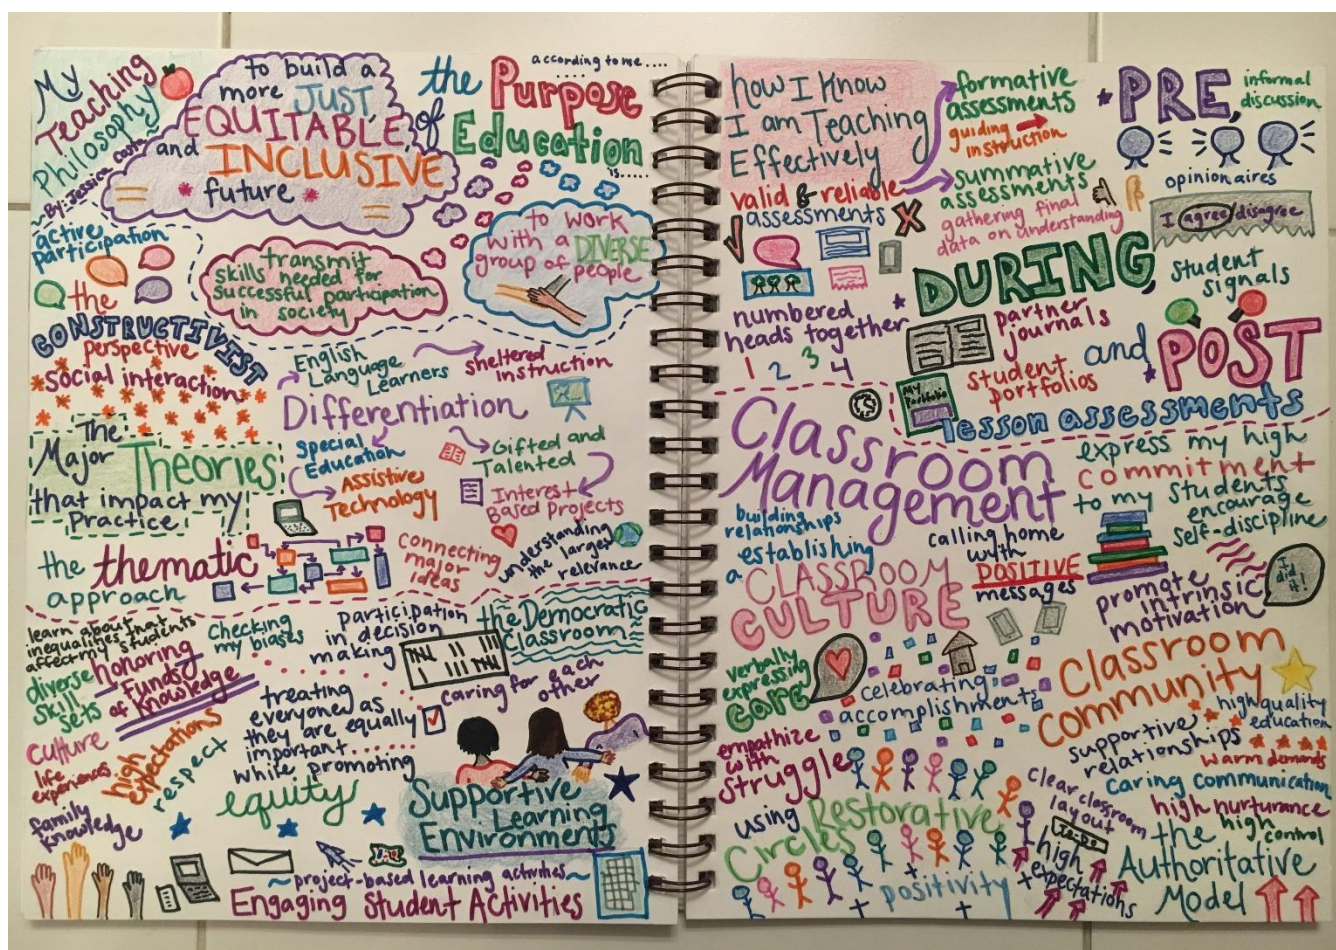 My
Teaching
Philosophy
~By: Jessica
to build a
more JUST,
EQUITABLE,
and INCLUSIVE
future
according to me....
....
the Purpose
of Education
is.....
to work
with a DIVERSE
group of people
transmit
skills needed for
successful participation
in society
active
participation
the
CONSTRUCTIVIST
perspective
social interactions
The
Major Theories
that impact my
Practice
English
Language
Learners
sheltered
instruction
Differentiation
Special
Education
Assistive
Technology
Gifted and
Talented
Interest
Based Projects
the thematic
approach
connecting
major
ideas
understanding
the larger
relevance
learn about
inequalities that
affect my students
checking
my biases
honoring
Funds
of Knowledge
diverse
skill
sets
culture
life
experiences
family
knowledge
high
expectations
respect
participation
in decision
making
the Democratic
Classroom
caring for each
other
treating
everyone as
they are equally
important
while promoting
equity
Supportive
Learning
Environments
~project-based learning activities~
Engaging Student Activities
how I Know
I am Teaching
Effectively
valid & reliable
assessments
formative
assessments
guiding
instruction
summative
assessments
gathering final
data on understanding
PRE,
informal
discussion
opinionaires
I agree/disagree
DURING,
student
signals
numbered
heads together
1 2 3 4
partner
journals
My
Portfolio
student
portfolios
and POST
lesson assessments
Classroom
Management
express my high
commitment
to my students
encourage
self-discipline
building
relationships
establishing
a CLASSROOM
CULTURE
calling home
with
POSITIVE
messages
promote
intrinsic
motivation
I
did
it!
verbally
expressing
care
celebrating
accomplishments
empathize
with
struggle
using Restorative
Circles
+ positivity +
Classroom
Community
high quality
education
supportive
relationships
warm demands
caring communication
clear classroom
layout
To-Do
high
+ expectations
high nurturance
high
control
the
Authoritative
Model